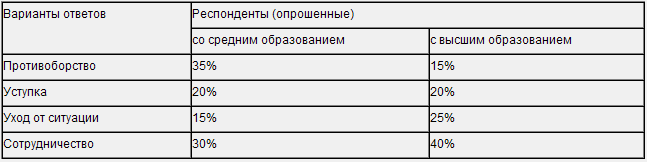 Варианты ответов Респонденты (опрошенные)
со средним образованием с высшим образованием
Противоборство 35% 15%
Уступка 20% 20%
Уход от ситуации 15% 25%
Сотрудничество 30% 40%